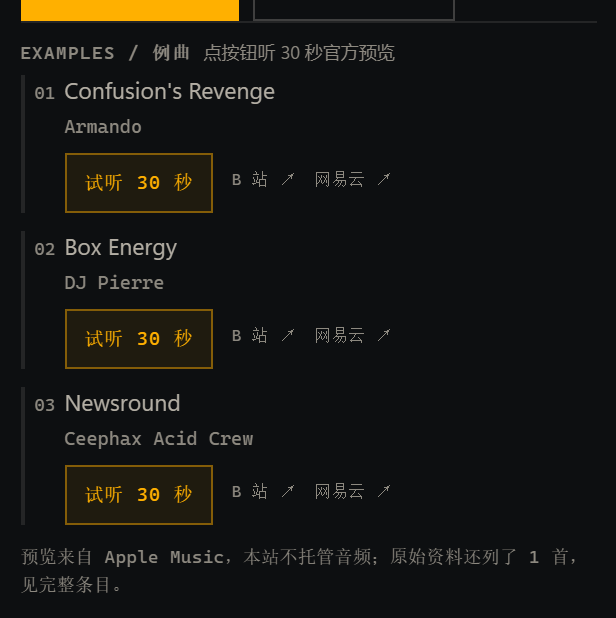 EXAMPLES / 例曲 点按钮听 30 秒官方预览
01 Confusion's Revenge
Armando
试听 30 秒 B 站 ↗ 网易云 ↗
02 Box Energy
DJ Pierre
试听 30 秒 B 站 ↗ 网易云 ↗
03 Newsround
Ceephax Acid Crew
试听 30 秒 B 站 ↗ 网易云 ↗
预览来自 Apple Music，本站不托管音频；原始资料还列了 1 首，
见完整条目。